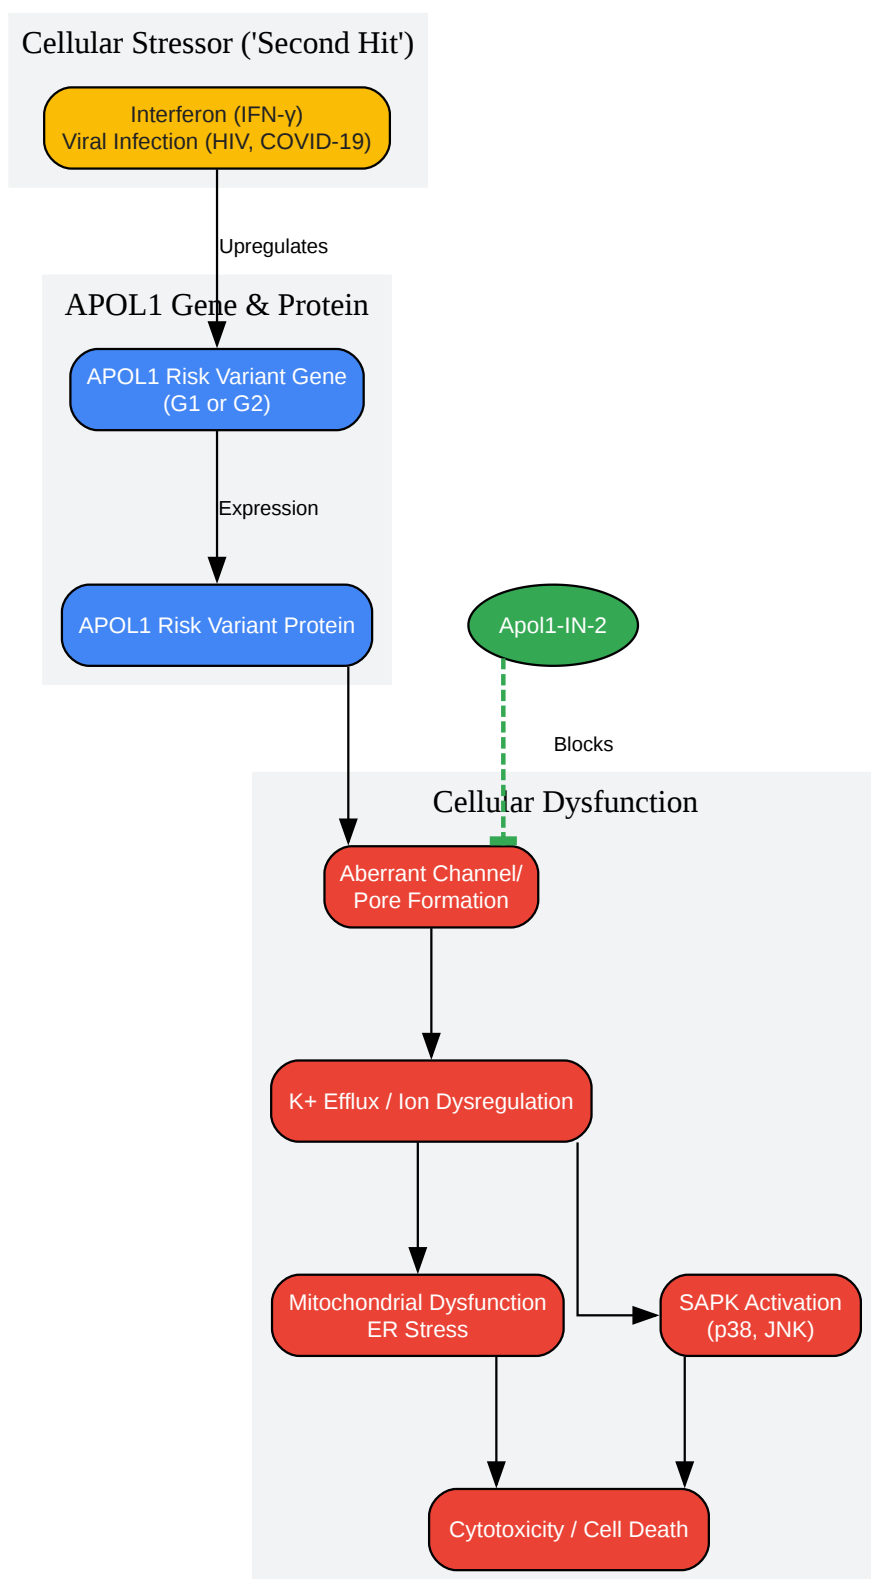 Cellular Stressor ('Second Hit')
Interferon (IFN-γ)
Viral Infection (HIV, COVID-19)
Upregulates
APOL1 Gene & Protein
APOL1 Risk Variant Gene
(G1 or G2)
Expression
APOL1 Risk Variant Protein
Apol1-IN-2
Blocks
Cellular Dysfunction
Aberrant Channel/
Pore Formation
K+ Efflux / Ion Dysregulation
Mitochondrial Dysfunction
ER Stress
SAPK Activation
(p38, JNK)
Cytotoxicity / Cell Death